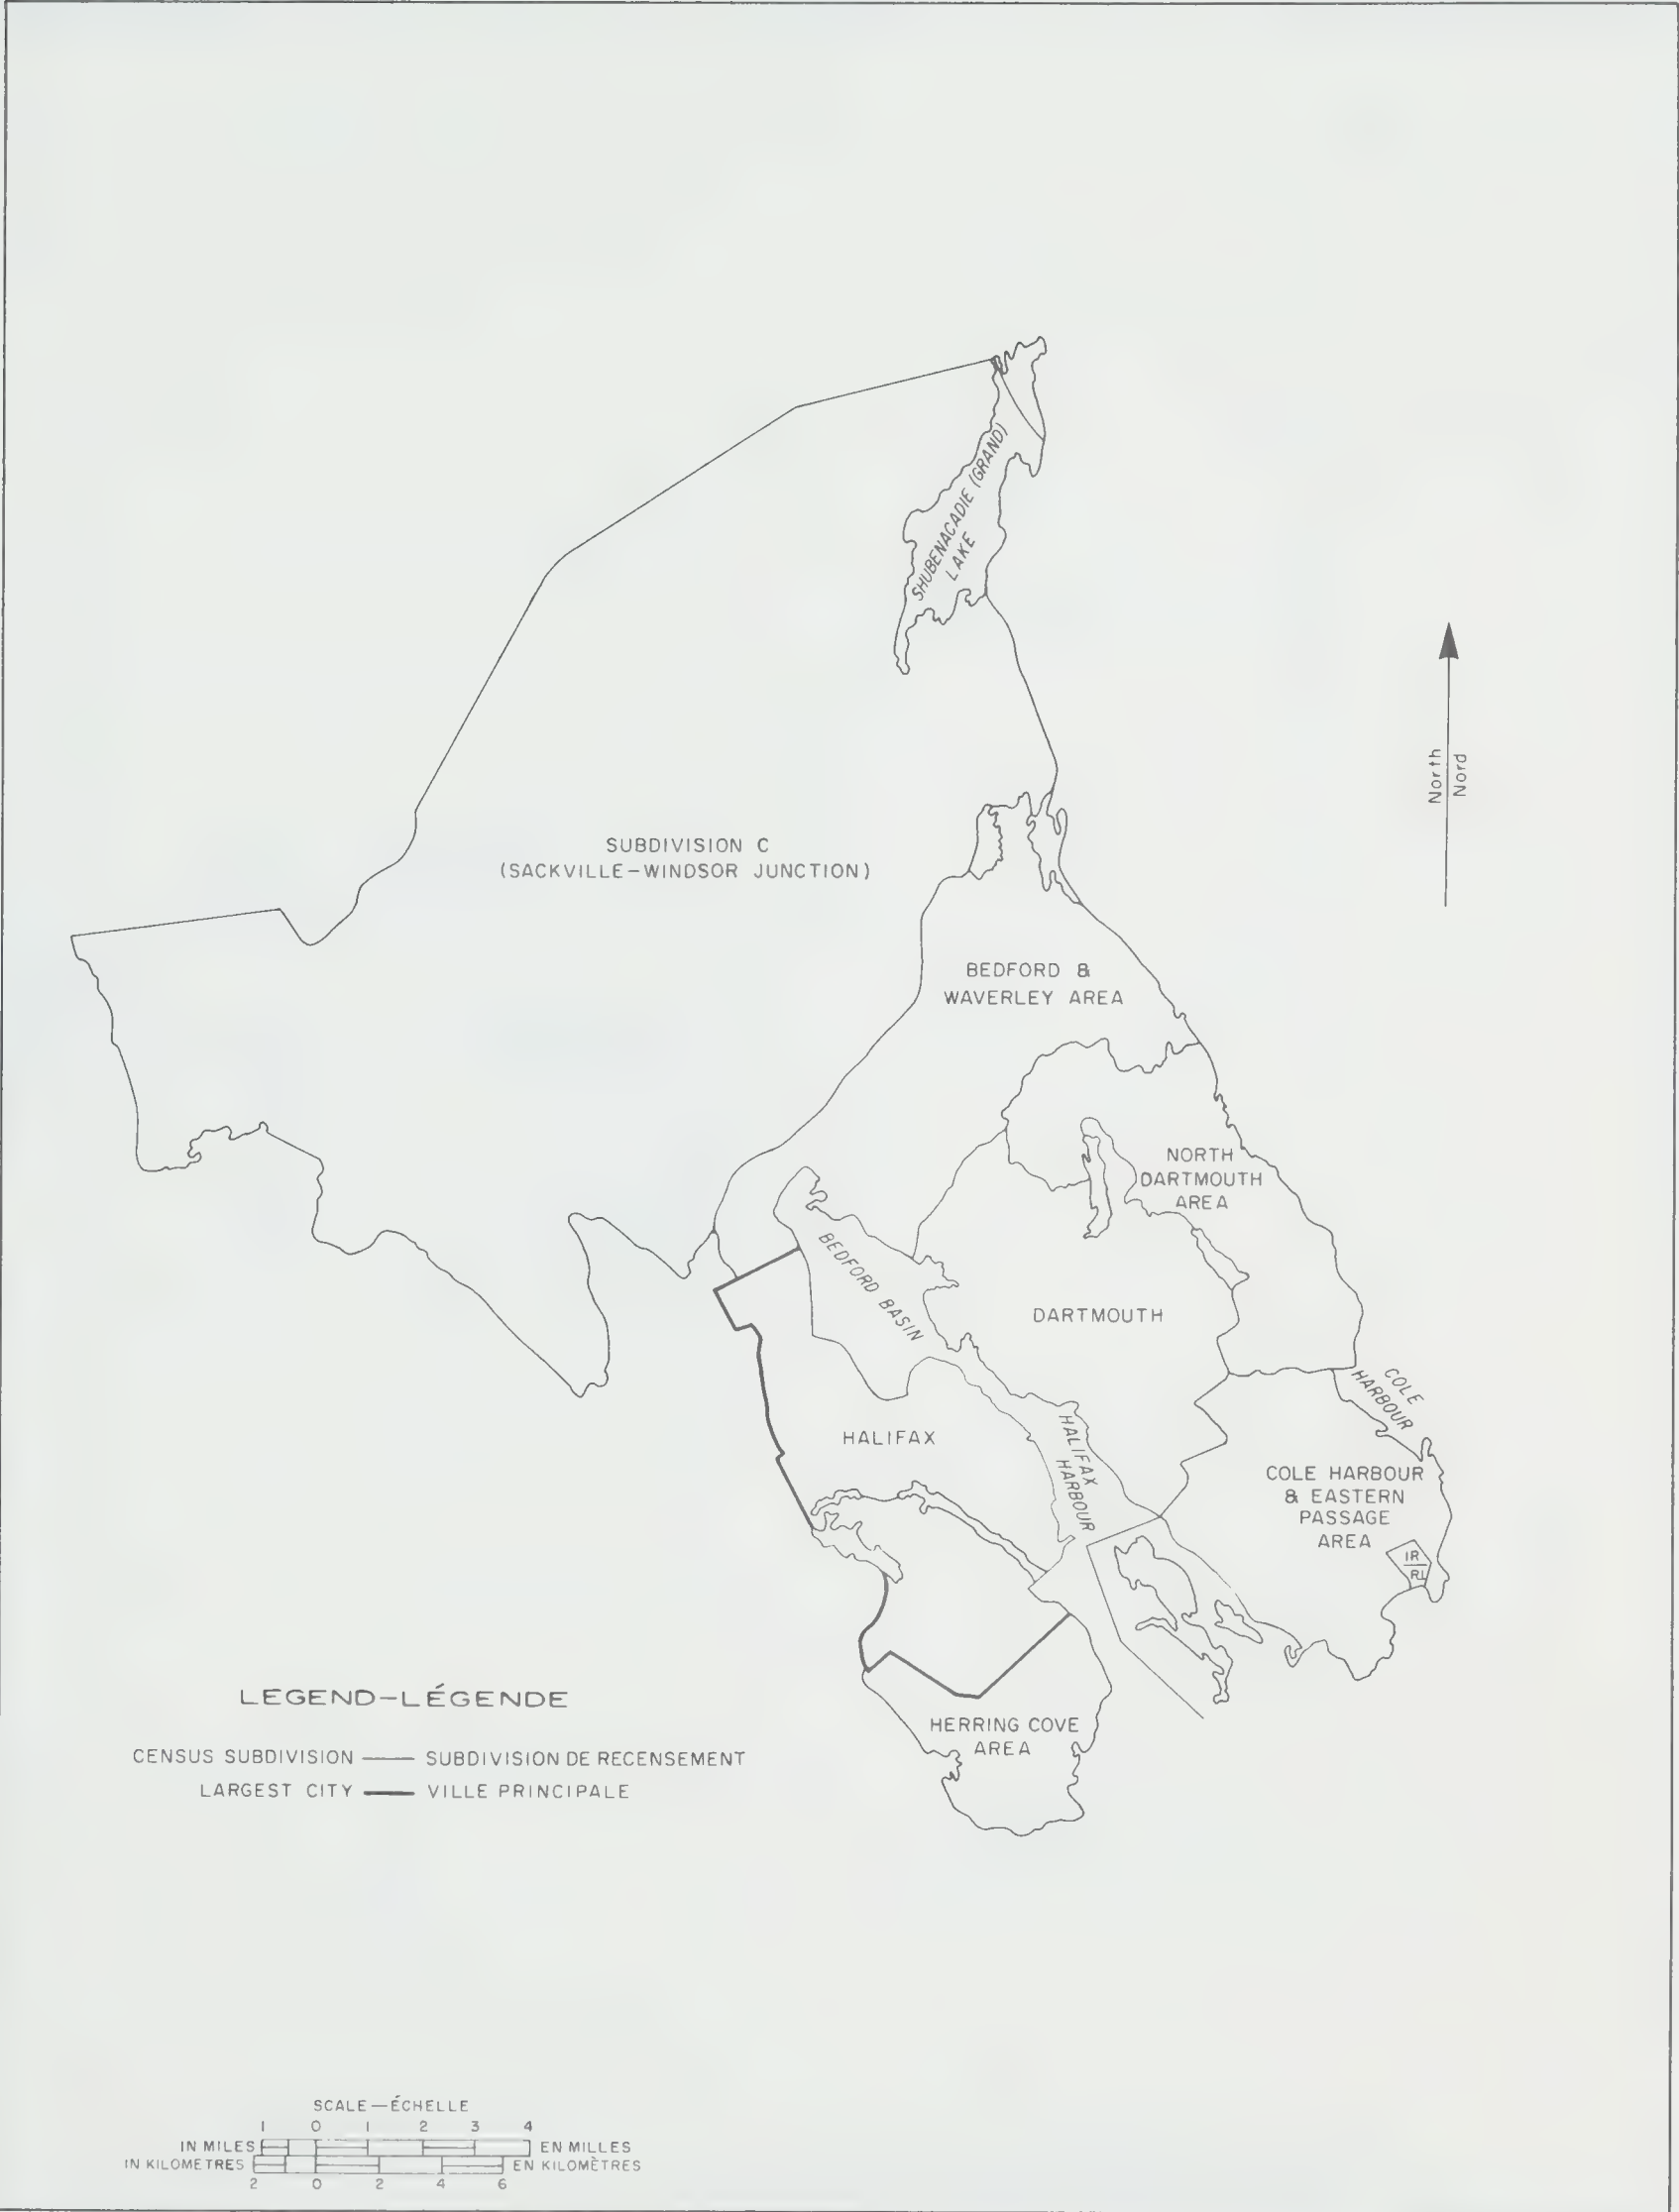 SHUBENACADIE (GRAND)
LAKE
North
Nord
SUBDIVISION C
(SACKVILLE-WINDSOR JUNCTION)
BEDFORD &
WAVERLEY AREA
NORTH
DARTMOUTH
AREA
BEDFORD BASIN
DARTMOUTH
COLE
HARBOUR
HALIFAX
HALIFAX
HARBOUR
COLE HARBOUR
& EASTERN
PASSAGE
AREA
IR
RI
HERRING COVE
AREA
LEGEND-LÉGENDE
CENSUS SUBDIVISION SUBDIVISION DE RECENSEMENT
LARGEST CITY VILLE PRINCIPALE
SCALE-ÉCHELLE
1 0 1 2 3 4
IN MILES EN MILLES
IN KILOMETRES EN KILOMÈTRES
2 0 2 4 6